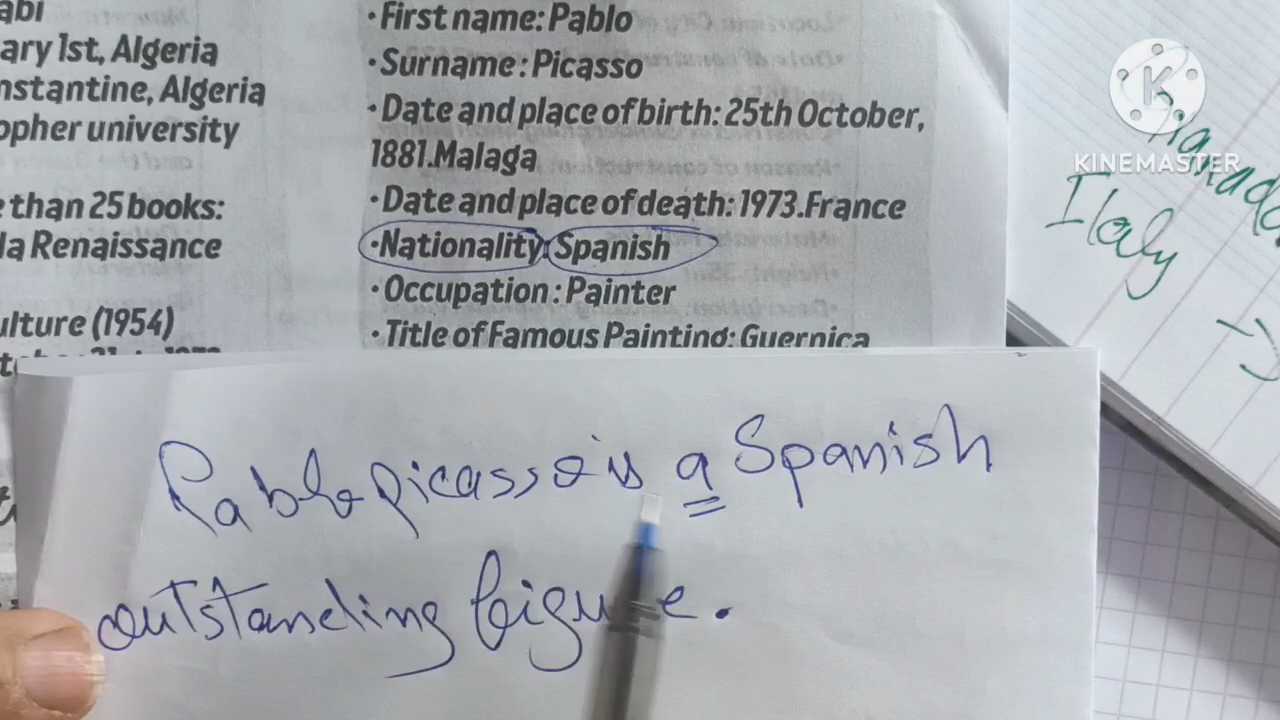 abi
ary 1st, Algeria
nstantine, Algeria
opher university
e than 25 books:
la Renaissance
ulture (1954)
• First name: Pablo
• Surname: Picasso
• Date and place of birth: 25th October,
1881.Malaga
• Date and place of death: 1973.France
• Nationality: Spanish
• Occupation: Painter
• Title of Famous Painting: Guernica
KINEMASTER
Italy
Pablo picasso is a Spanish
outstanding figure.